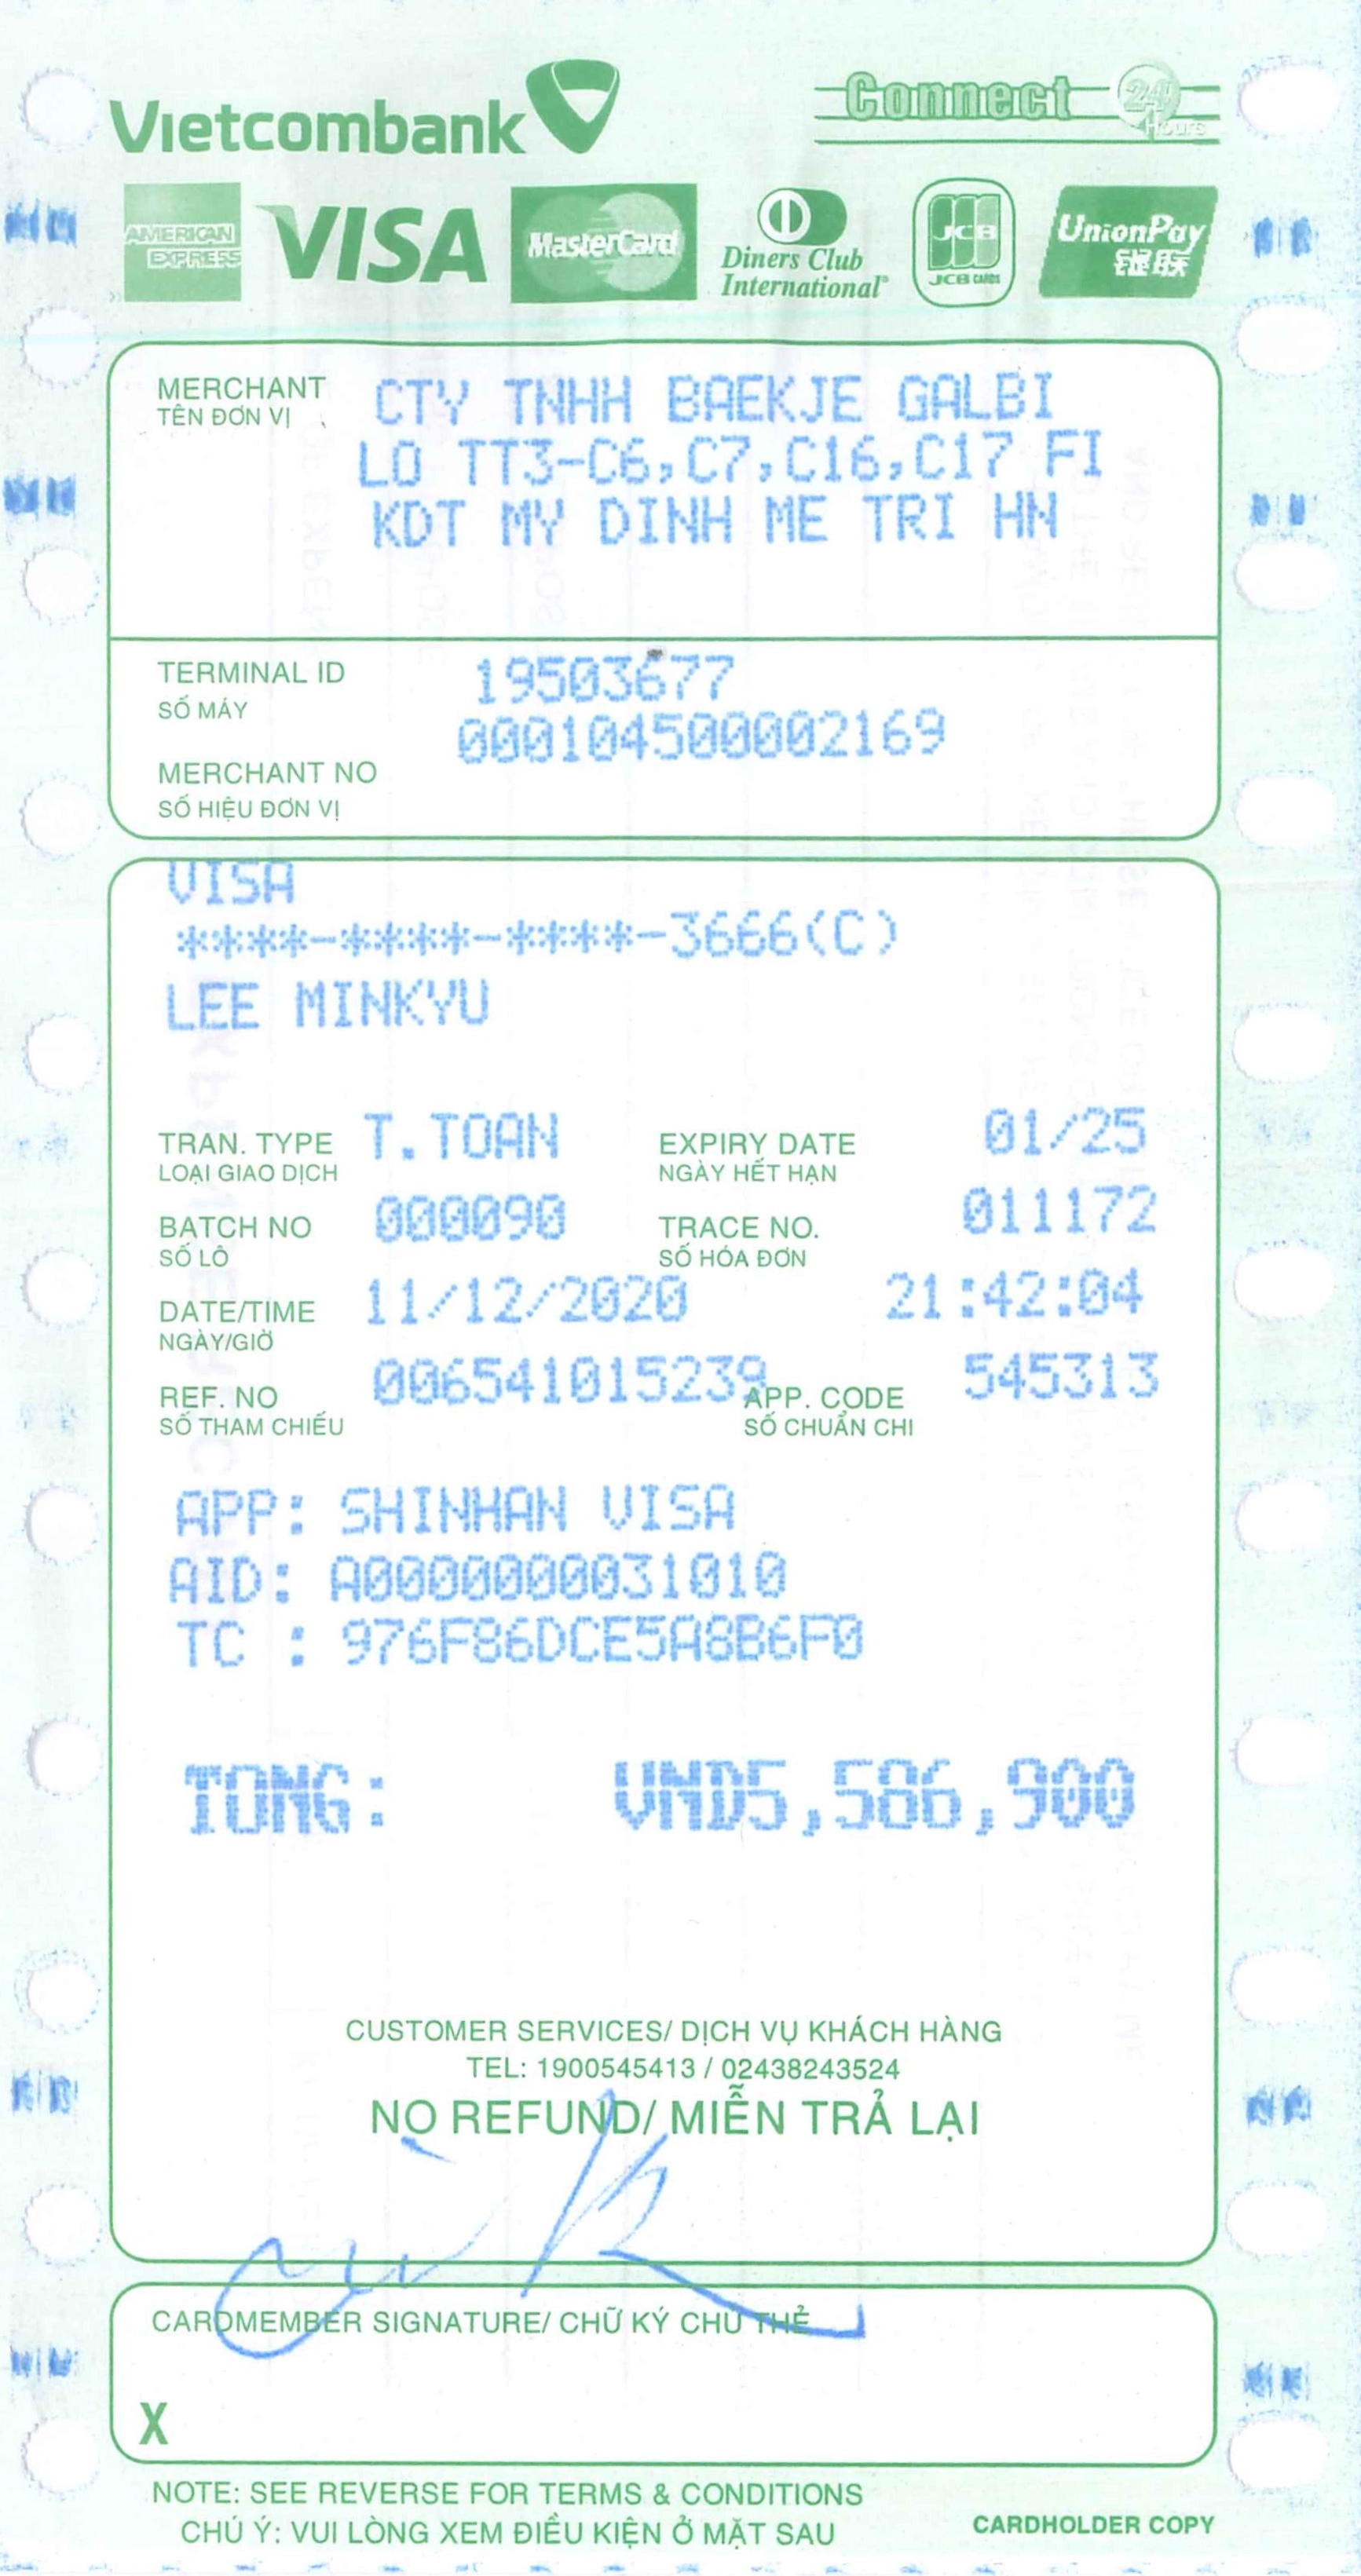 Vietcombank
Connect 24 Hours
AMERICAN EXPRESS VISA MasterCard Diners Club International JCB JCB CARDS UnionPay 银联
MERCHANT CTY TNHH BAEKJE GALBI
TÊN ĐƠN VỊ
LO TT3-C6,C7,C16,C17 FI
KDT MY DINH ME TRI HN
TERMINAL ID 19503677
SỐ MÁY
000104500002169
MERCHANT NO
SỐ HIỆU ĐƠN VỊ
VISA
****-****-****-3666(C)
LEE MINKYU
TRAN. TYPE T.TOAN EXPIRY DATE 01/25
LOẠI GIAO DỊCH NGÀY HẾT HẠN
BATCH NO 000090 TRACE NO. 011172
SỐ LÔ SỐ HÓA ĐƠN
DATE/TIME 11/12/2020 21:42:04
NGÀY/GIỜ
REF. NO 006541015239 APP. CODE 545313
SỐ THAM CHIẾU SỐ CHUẨN CHI
APP: SHINHAN VISA
AID: A0000000031010
TC : 976F86DCE5A8B6F0
TONG: VND5,586,900
CUSTOMER SERVICES/ DỊCH VỤ KHÁCH HÀNG
TEL: 1900545413 / 02438243524
NO REFUND/ MIỄN TRẢ LẠI
CARDMEMBER SIGNATURE/ CHỮ KÝ CHỦ THẺ
X
NOTE: SEE REVERSE FOR TERMS & CONDITIONS
CHÚ Ý: VUI LÒNG XEM ĐIỀU KIỆN Ở MẶT SAU
CARDHOLDER COPY